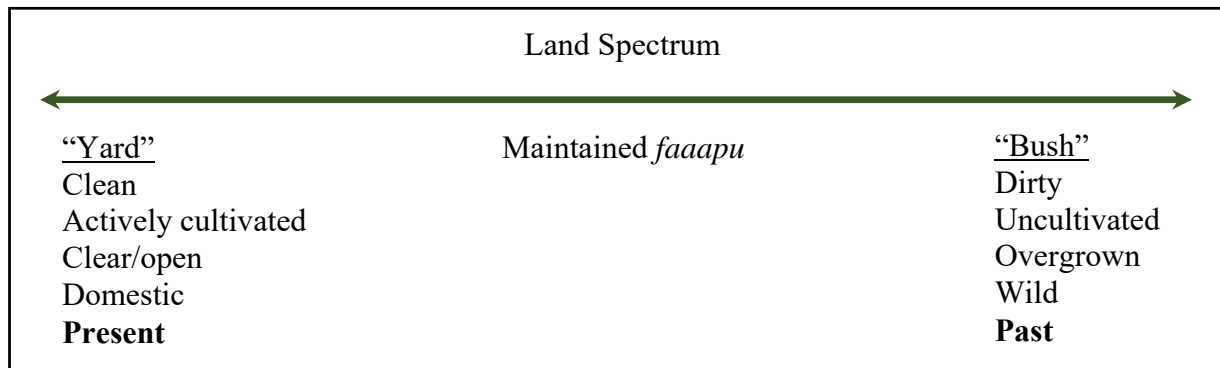 Land Spectrum
“Yard”
Clean
Actively cultivated
Clear/open
Domestic
Present
Maintained faaapu
“Bush”
Dirty
Uncultivated
Overgrown
Wild
Past